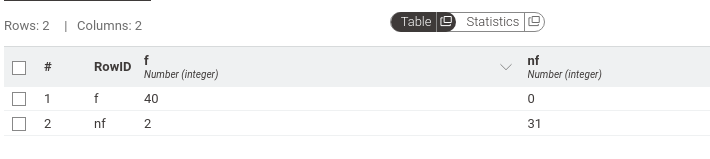 Rows: 2 | Columns: 2 Table Statistics
# RowID f nf
Number (integer) Number (integer)
1 f 40 0
2 nf 2 31